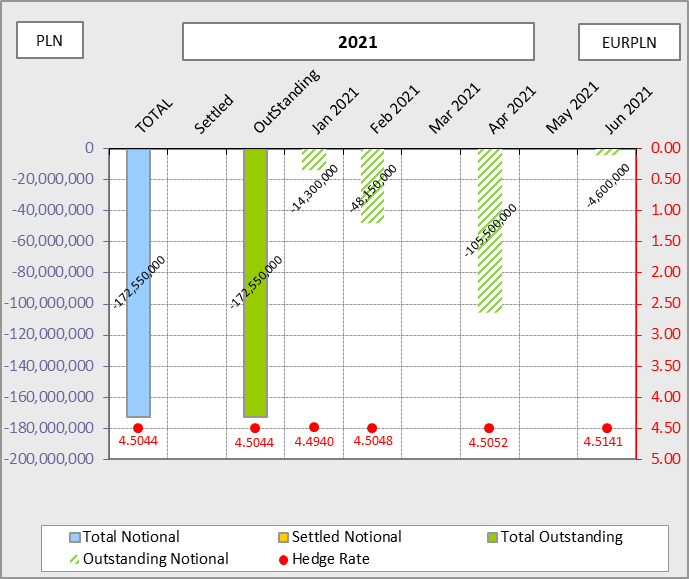 PLN
2021
EURPLN
TOTAL
Settled
OutStanding
Jan 2021
Feb 2021
Mar 2021
Apr 2021
May 2021
Jun 2021
0
-20,000,000
-40,000,000
-60,000,000
-80,000,000
-100,000,000
-120,000,000
-140,000,000
-160,000,000
-180,000,000
-200,000,000
0.00
0.50
1.00
1.50
2.00
2.50
3.00
3.50
4.00
4.50
5.00
-172,550,000
-172,550,000
-14,300,000
-48,150,000
-105,500,000
-4,600,000
4.5044
4.5044
4.4940
4.5048
4.5052
4.5141
Total Notional
Settled Notional
Total Outstanding
Outstanding Notional
Hedge Rate